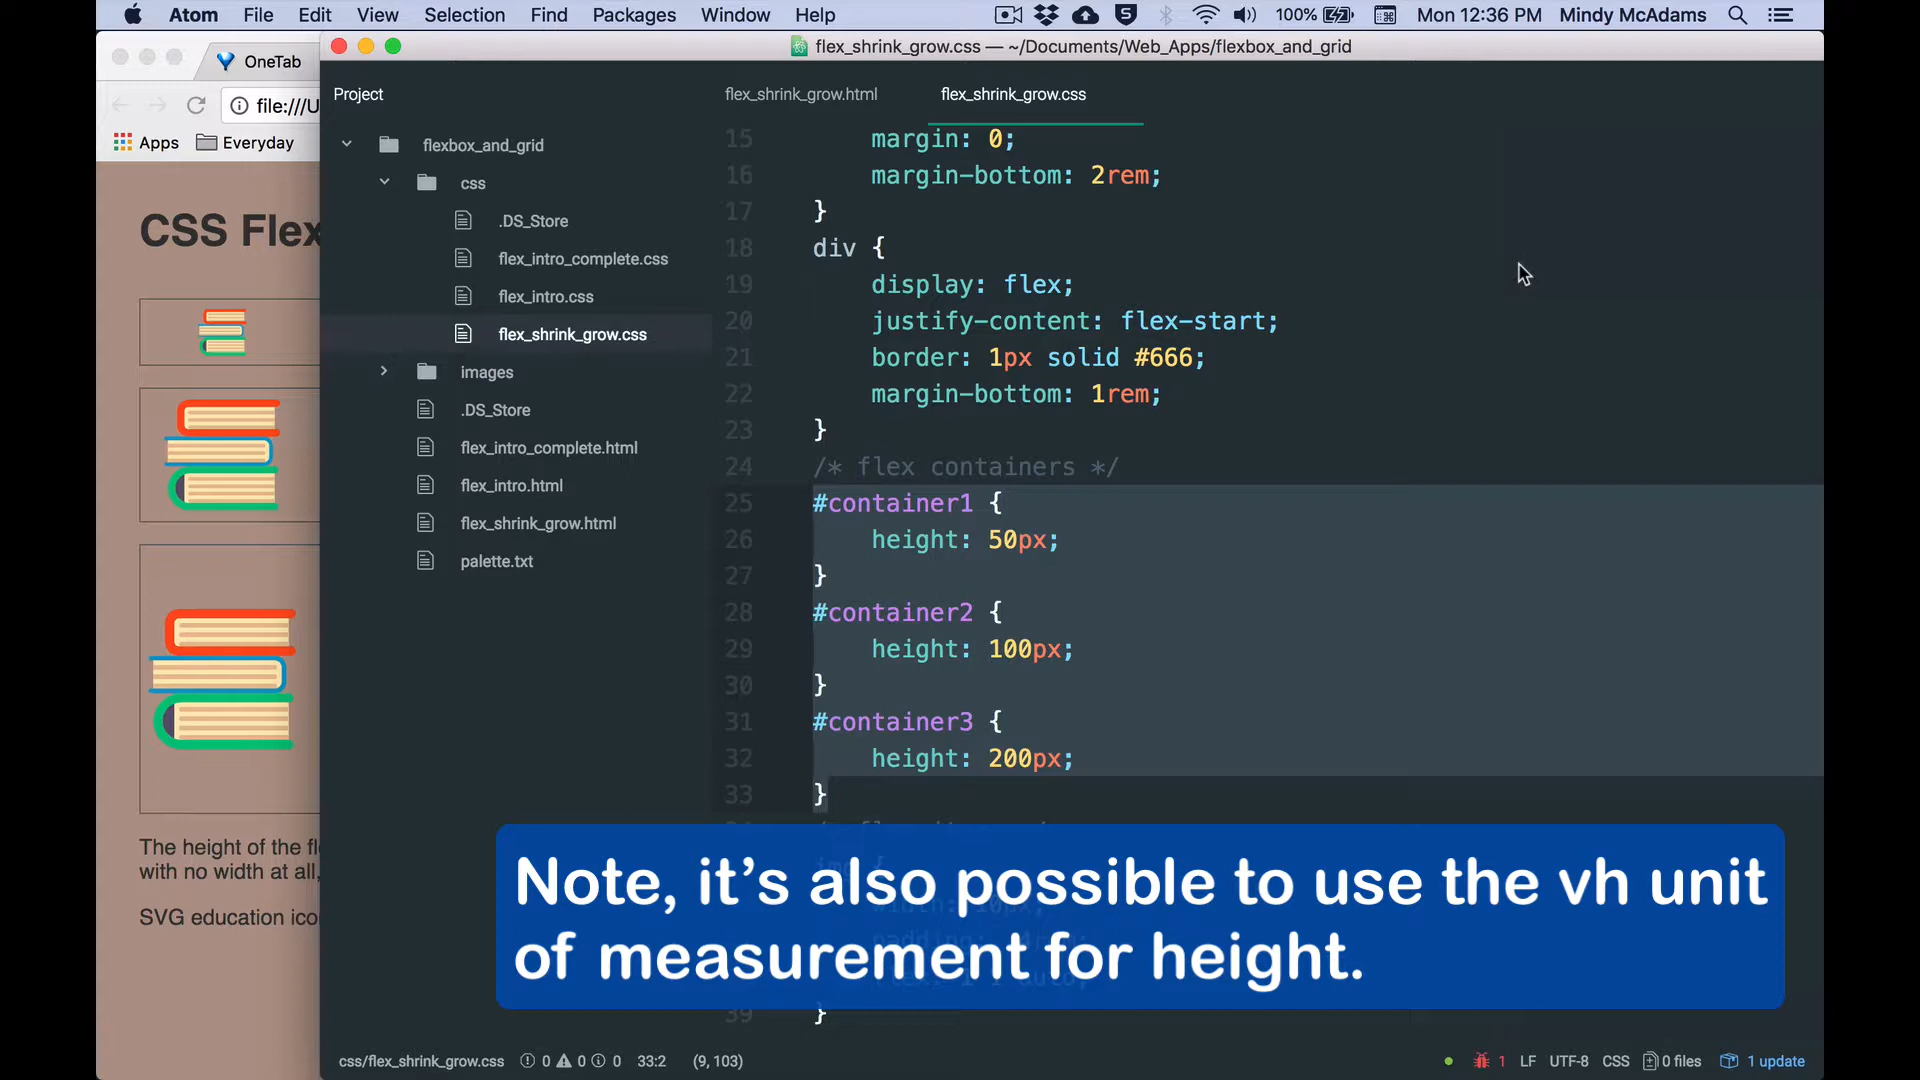 Atom File Edit View Selection Find Packages Window Help 100% Mon 12:36 PM Mindy McAdams
flex_shrink_grow.css — ~/Documents/Web_Apps/flexbox_and_grid
OneTab
file:///U
Apps Everyday
CSS Flex
The height of the fl
with no width at all,
SVG education ico
Project
flexbox_and_grid
css
.DS_Store
flex_intro_complete.css
flex_intro.css
flex_shrink_grow.css
images
.DS_Store
flex_intro_complete.html
flex_intro.html
flex_shrink_grow.html
palette.txt
flex_shrink_grow.html flex_shrink_grow.css
15 margin: 0;
16 margin-bottom: 2rem;
17 }
18 div {
19 display: flex;
20 justify-content: flex-start;
21 border: 1px solid #666;
22 margin-bottom: 1rem;
23 }
24 /* flex containers */
25 #container1 {
26 height: 50px;
27 }
28 #container2 {
29 height: 100px;
30 }
31 #container3 {
32 height: 200px;
33 }
Note, it’s also possible to use the vh unit
of measurement for height.
39 }
css/flex_shrink_grow.css 0 0 0 33:2 (9, 103) 1 LF UTF-8 CSS 0 files 1 update